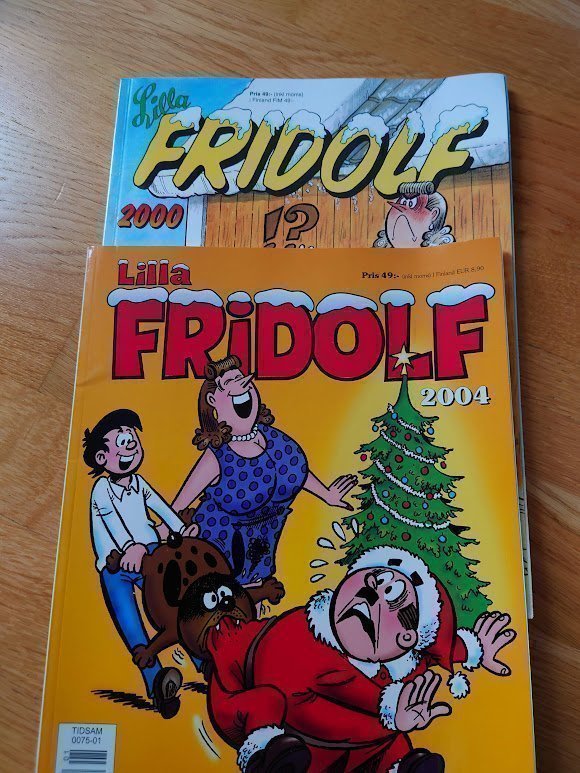 Pris 49:- (inkl moms)
i Finland FIM 49:-
Lilla
FRIDOLF
2000
!?
Lilla
Pris 49:- (inkl moms) i Finland EUR 5,90
FRiDOLF
2004
TIDSAM
0075-01